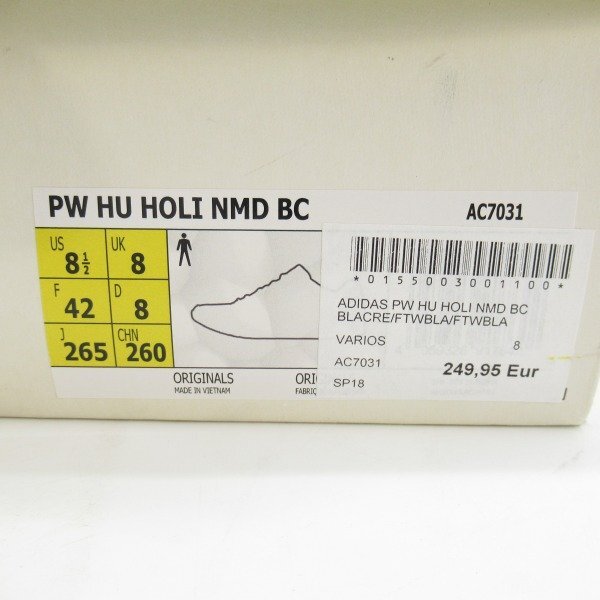 PW HU HOLI NMD BC AC7031
US 8½ UK 8
F 42 D 8
J 265 CHN 260
ORIGINALS
MADE IN VIETNAM
*0155003001100*
ADIDAS PW HU HOLI NMD BC
BLACRE/FTWBLA/FTWBLA
VARIOS 8
AC7031
249,95 Eur
SP18